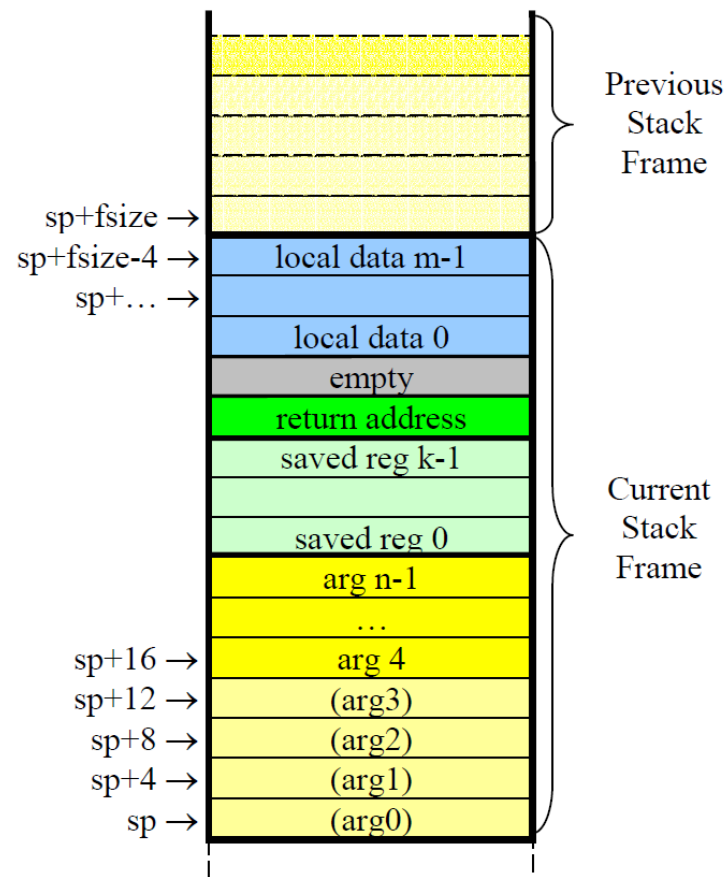 Previous
Stack
Frame
sp+fsize →
sp+fsize-4 → local data m-1
sp+… →
local data 0
empty
return address
saved reg k-1
Current
Stack
Frame
saved reg 0
arg n-1
…
sp+16 → arg 4
sp+12 → (arg3)
sp+8 → (arg2)
sp+4 → (arg1)
sp → (arg0)